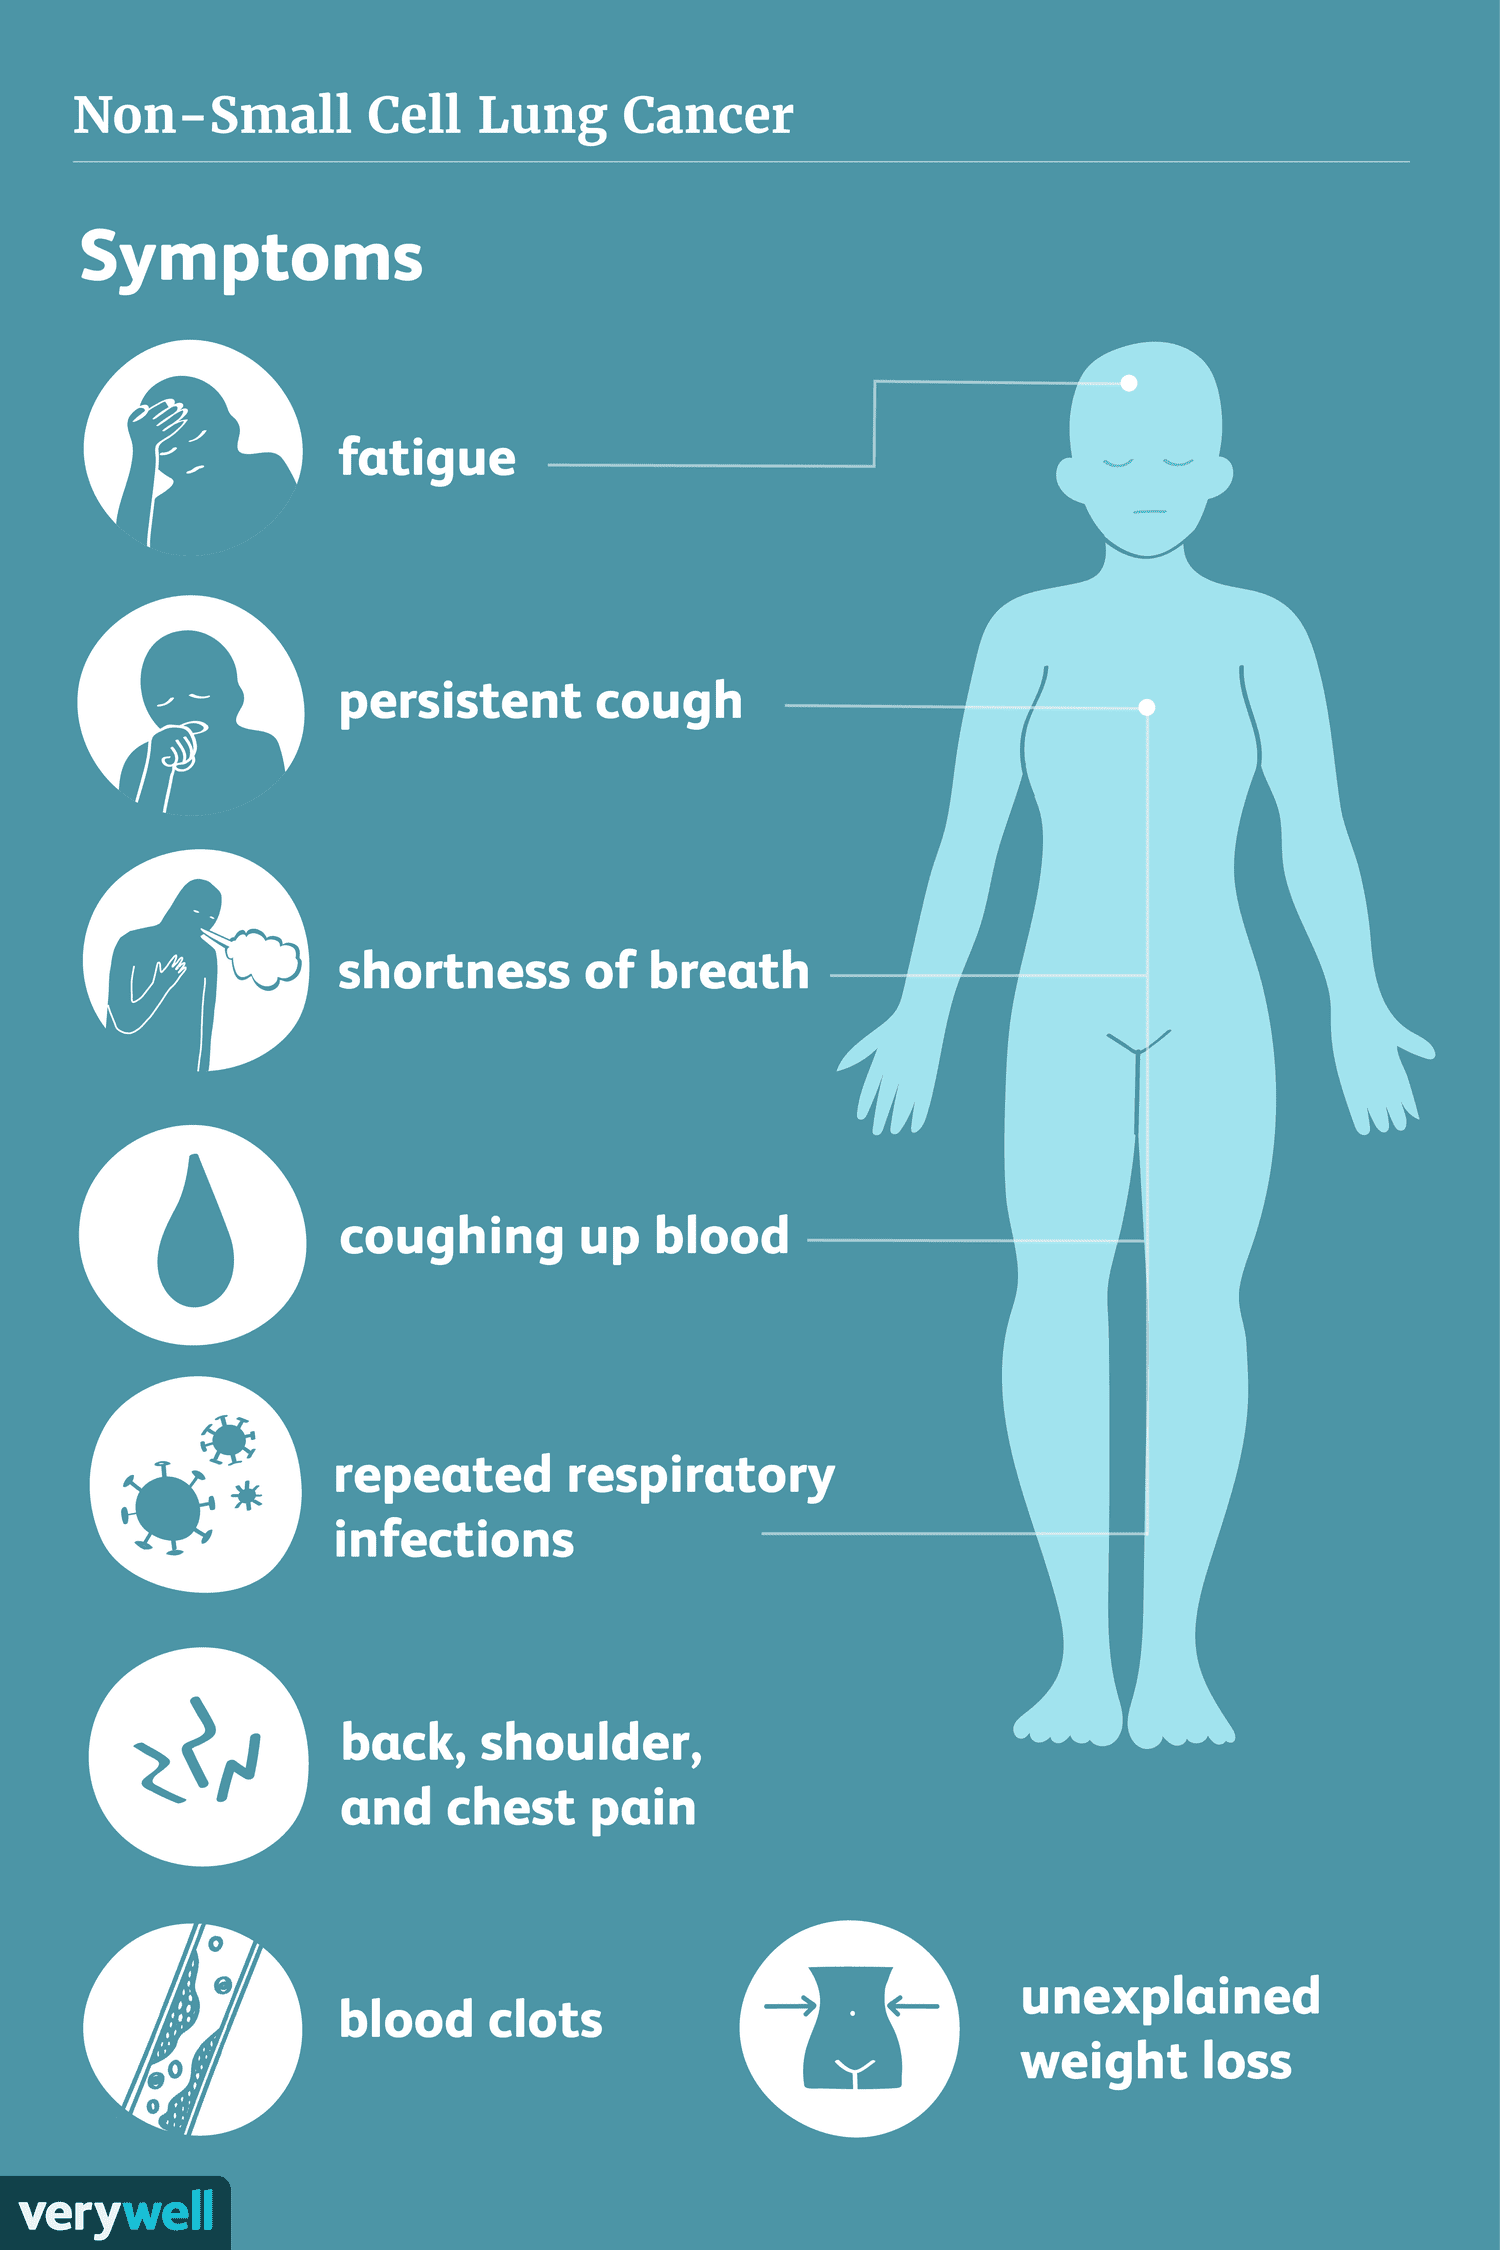 Non-Small Cell Lung Cancer
Symptoms
fatigue
persistent cough
shortness of breath
coughing up blood
repeated respiratory
infections
back, shoulder,
and chest pain
blood clots
unexplained
weight loss
verywell